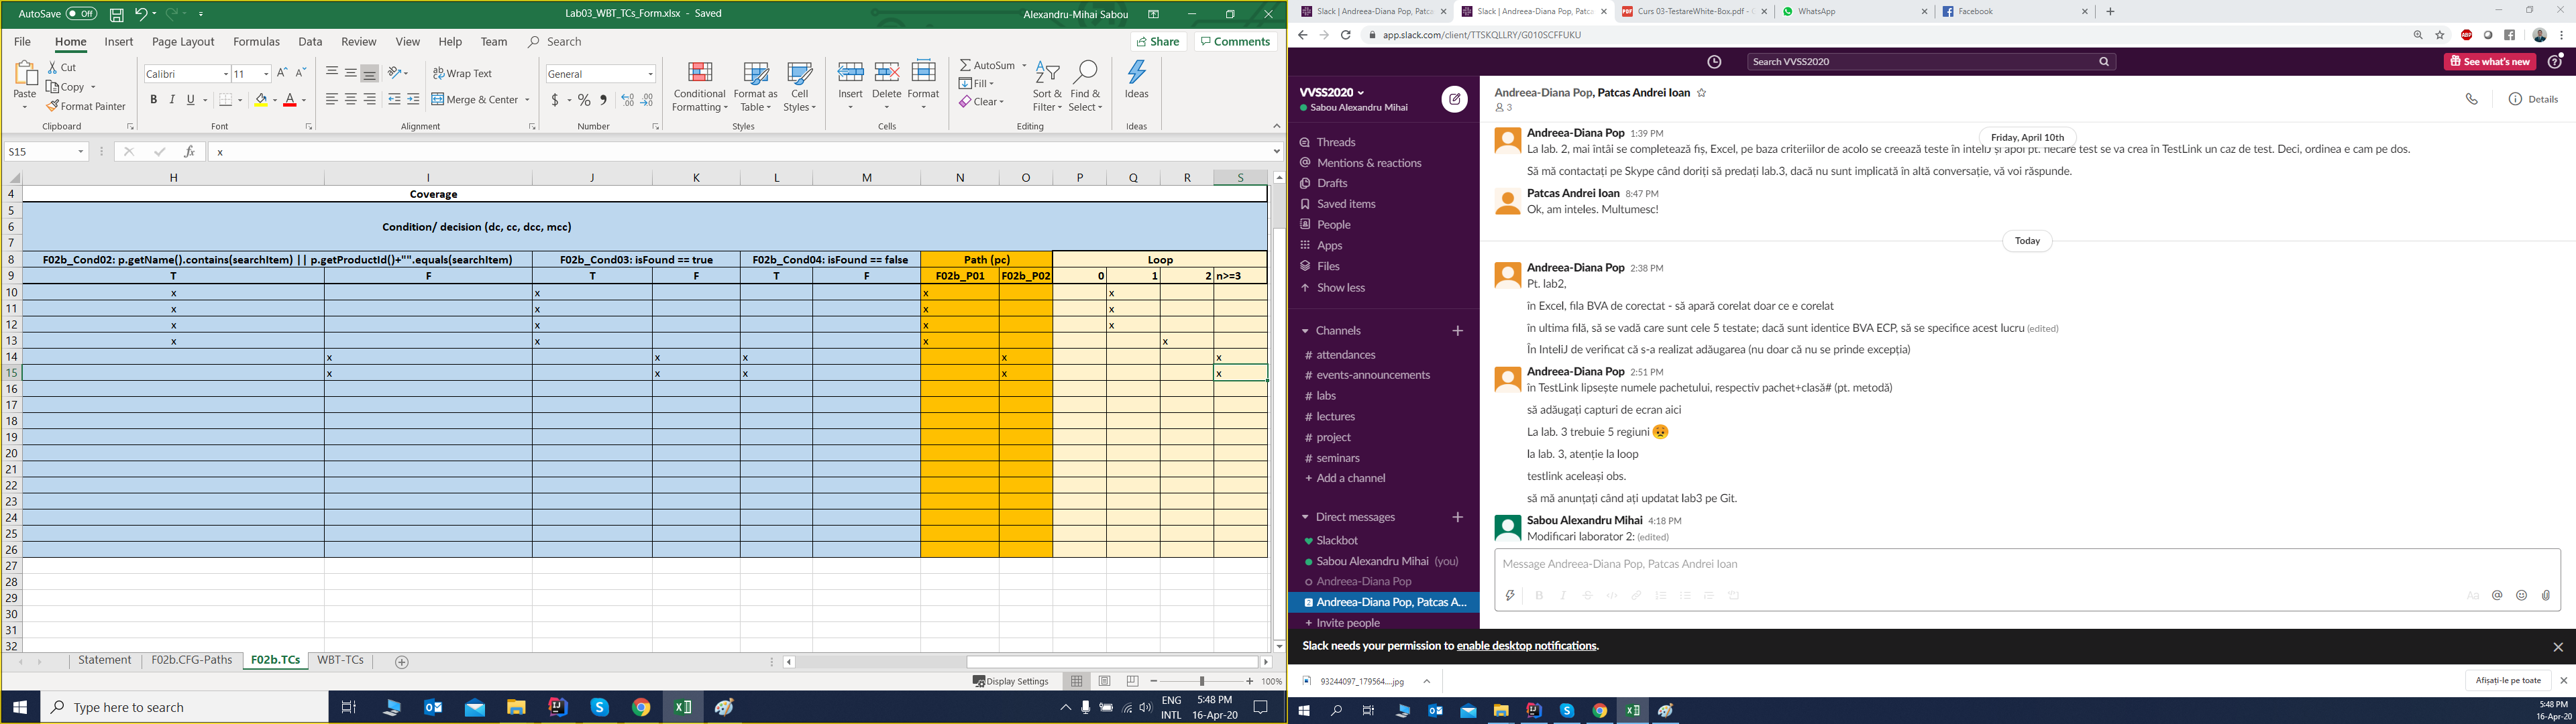 AutoSave Off
Lab03_WBT_TCs_Form.xlsx - Saved
Alexandru-Mihai Sabou
File Home Insert Page Layout Formulas Data Review View Help Team Search
Share Comments
Paste
Cut
Copy
Format Painter
Clipboard
Calibri 11
B I U
Font
Wrap Text
Merge & Center
Alignment
General
Number
Conditional Formatting
Format as Table
Cell Styles
Styles
Insert Delete Format
Cells
AutoSum
Fill
Clear
Sort & Filter
Find & Select
Editing
Ideas
Ideas
S15 fx x
H I J K L M N O P Q R S
4 Coverage
5
6 Condition/ decision (dc, cc, dcc, mcc)
7
8 F02b_Cond02: p.getName().contains(searchItem) || p.getProductId()+"".equals(searchItem) F02b_Cond03: isFound == true F02b_Cond04: isFound == false Path (pc) Loop
9 T F T F T F F02b_P01 F02b_P02 0 1 2 n>=3
10 x x x x
11 x x x x
12 x x x x
13 x x x x
14 x x x x x
15 x x x x x
16
17
18
19
20
21
22
23
24
25
26
27
28
29
30
31
32
Statement F02b.CFG-Paths F02b.TCs WBT-TCs
Display Settings 100%
Type here to search
ENG
INTL
5:48 PM
16-Apr-20
Slack | Andreea-Diana Pop, Patca
Slack | Andreea-Diana Pop, Patca
Curs 03-TestareWhite-Box.pdf -
WhatsApp
Facebook
app.slack.com/client/TTSKQLLRY/G010SCFFUKU
Search VVSS2020
See what's new
VVSS2020
Sabou Alexandru Mihai
Threads
Mentions & reactions
Drafts
Saved items
People
Apps
Files
Show less
Channels
# attendances
# events-announcements
# labs
# lectures
# project
# seminars
+ Add a channel
Direct messages
Slackbot
Sabou Alexandru Mihai (you)
Andreea-Diana Pop
2 Andreea-Diana Pop, Patcas A...
+ Invite people
Andreea-Diana Pop, Patcas Andrei Ioan
3
Details
Friday, April 10th
Andreea-Diana Pop 1:39 PM
La lab. 2, mai întâi se completează fiș, Excel, pe baza criteriilor de acolo se creează teste în inteliJ și apoi pt. fiecare test se va crea în TestLink un caz de test. Deci, ordinea e cam pe dos.
Să mă contactați pe Skype când doriți să predați lab.3, dacă nu sunt implicată în altă conversație, vă voi răspunde.
Patcas Andrei Ioan 8:47 PM
Ok, am inteles. Multumesc!
Today
Andreea-Diana Pop 2:38 PM
Pt. lab2,
în Excel, fila BVA de corectat - să apară corelat doar ce e corelat
în ultima filă, să se vadă care sunt cele 5 testate; dacă sunt identice BVA ECP, să se specifice acest lucru (edited)
În InteliJ de verificat că s-a realizat adăugarea (nu doar că nu se prinde excepția)
Andreea-Diana Pop 2:51 PM
în TestLink lipsește numele pachetului, respectiv pachet+clasă# (pt. metodă)
să adăugați capturi de ecran aici
La lab. 3 trebuie 5 regiuni
la lab. 3, atenție la loop
testlink aceleași obs.
să mă anunțați când ați updatat lab3 pe Git.
Sabou Alexandru Mihai 4:18 PM
Modificari laborator 2: (edited)
Message Andreea-Diana Pop, Patcas Andrei Ioan
Slack needs your permission to enable desktop notifications.
93244097_179564....jpg
Afișați-le pe toate
5:48 PM
16-Apr-20